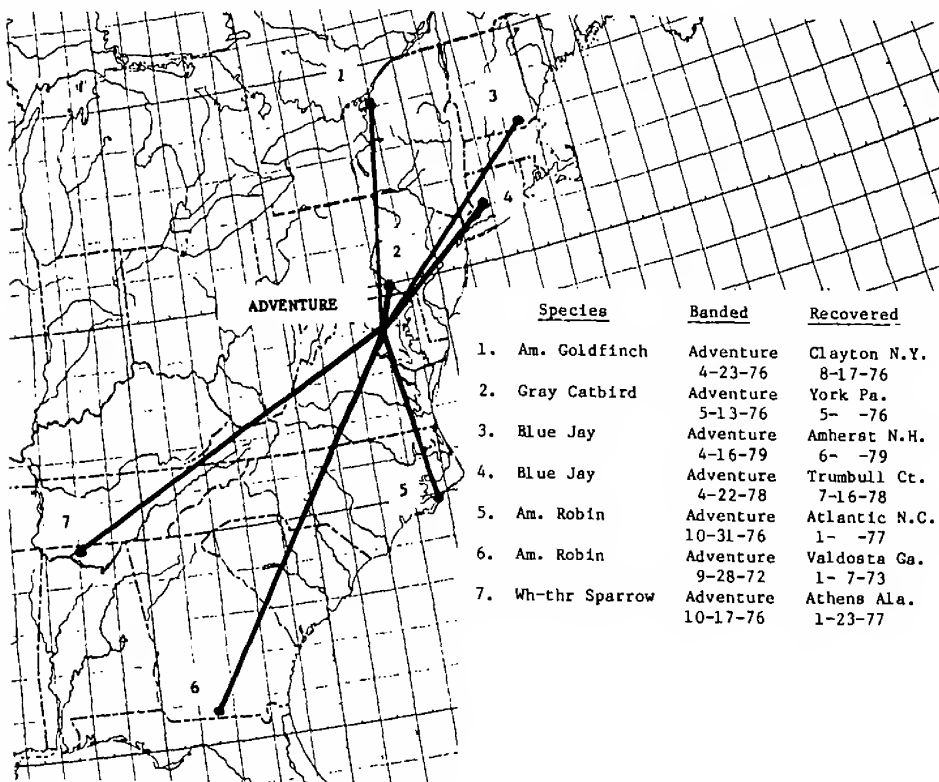 1
3
4
2
ADVENTURE
5
7
6
Species Banded Recovered
1. Am. Goldfinch Adventure Clayton N.Y.
4-23-76 8-17-76
2. Gray Catbird Adventure York Pa.
5-13-76 5- -76
3. Blue Jay Adventure Amherst N.H.
4-16-79 6- -79
4. Blue Jay Adventure Trumbull Ct.
4-22-78 7-16-78
5. Am. Robin Adventure Atlantic N.C.
10-31-76 1- -77
6. Am. Robin Adventure Valdosta Ga.
9-28-72 1- 7-73
7. Wh-thr Sparrow Adventure Athens Ala.
10-17-76 1-23-77